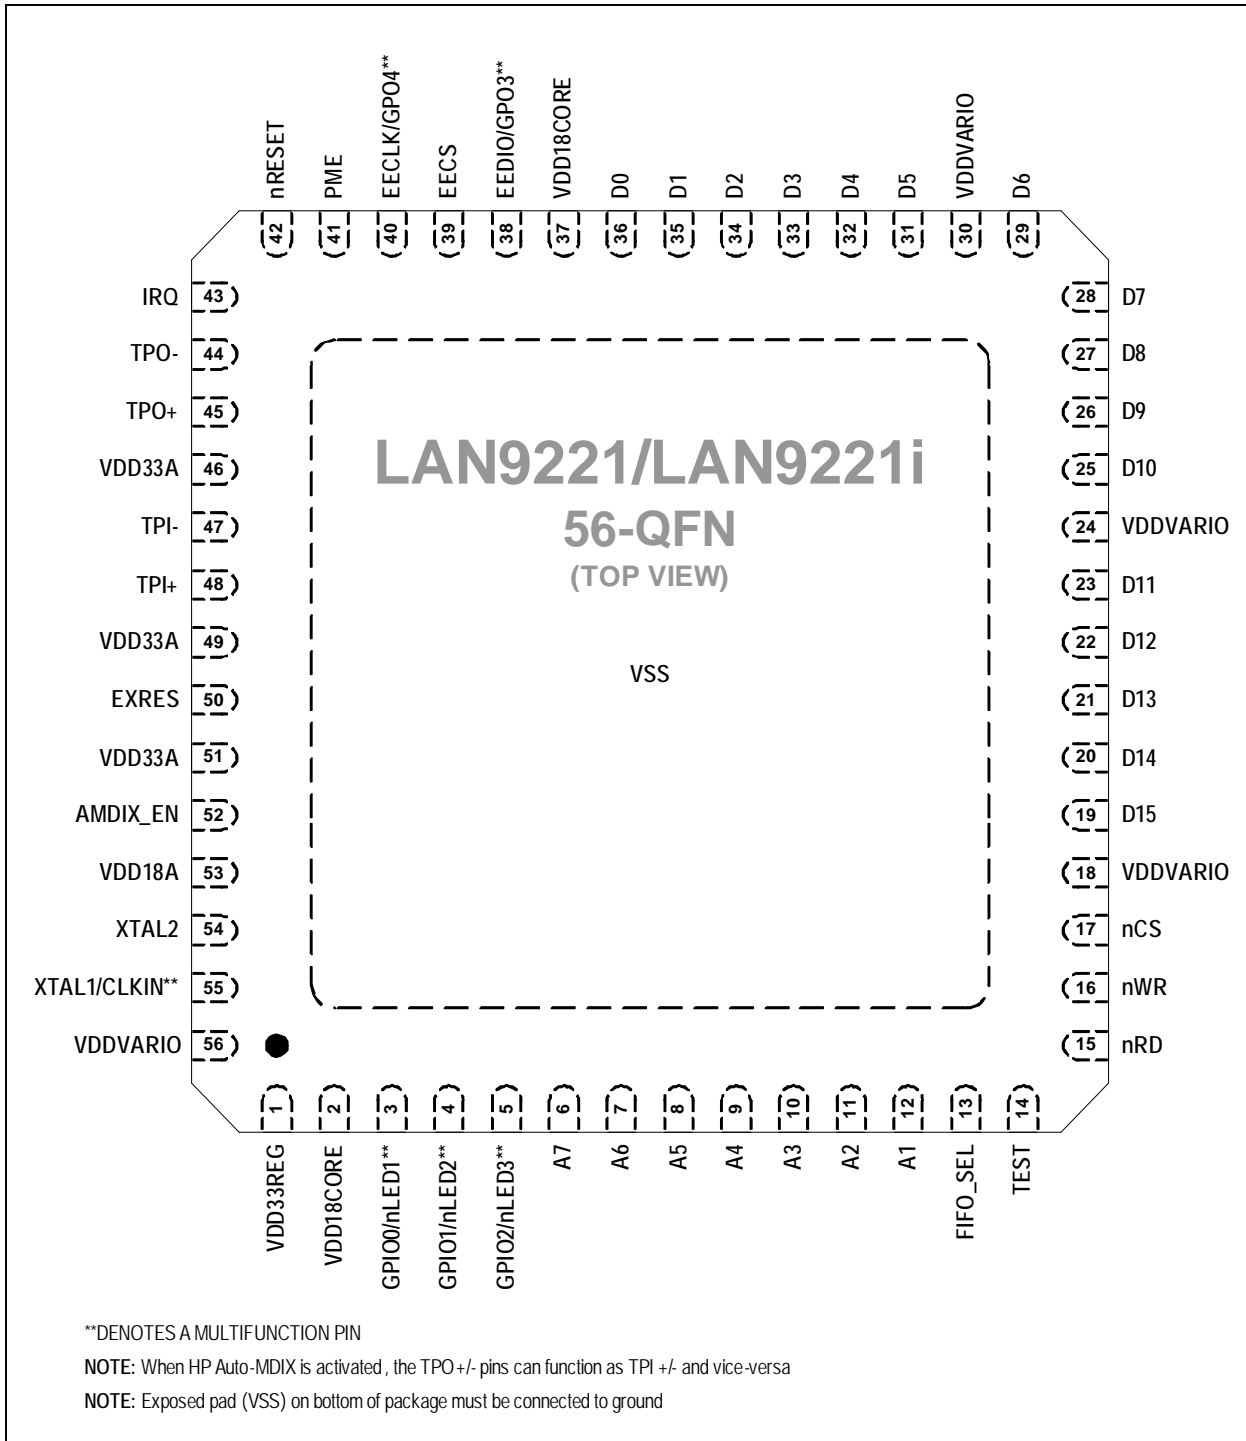 nRESET
PME
EECLK/GPO4**
EECS
EEDIO/GPO3**
VDD18CORE
D0
D1
D2
D3
D4
D5
VDDVARIO
D6
42
41
40
39
38
37
36
35
34
33
32
31
30
29
IRQ 43
TPO- 44
TPO+ 45
VDD33A 46
TPI- 47
TPI+ 48
VDD33A 49
EXRES 50
VDD33A 51
AMDIX_EN 52
VDD18A 53
XTAL2 54
XTAL1/CLKIN** 55
VDDVARIO 56
LAN9221/LAN9221i
56-QFN
(TOP VIEW)
VSS
28 D7
27 D8
26 D9
25 D10
24 VDDVARIO
23 D11
22 D12
21 D13
20 D14
19 D15
18 VDDVARIO
17 nCS
16 nWR
15 nRD
1
2
3
4
5
6
7
8
9
10
11
12
13
14
VDD33REG
VDD18CORE
GPIO0/nLED1**
GPIO1/nLED2**
GPIO2/nLED3**
A7
A6
A5
A4
A3
A2
A1
FIFO_SEL
TEST
**DENOTES A MULTIFUNCTION PIN
NOTE: When HP Auto-MDIX is activated, the TPO+/- pins can function as TPI +/- and vice-versa
NOTE: Exposed pad (VSS) on bottom of package must be connected to ground